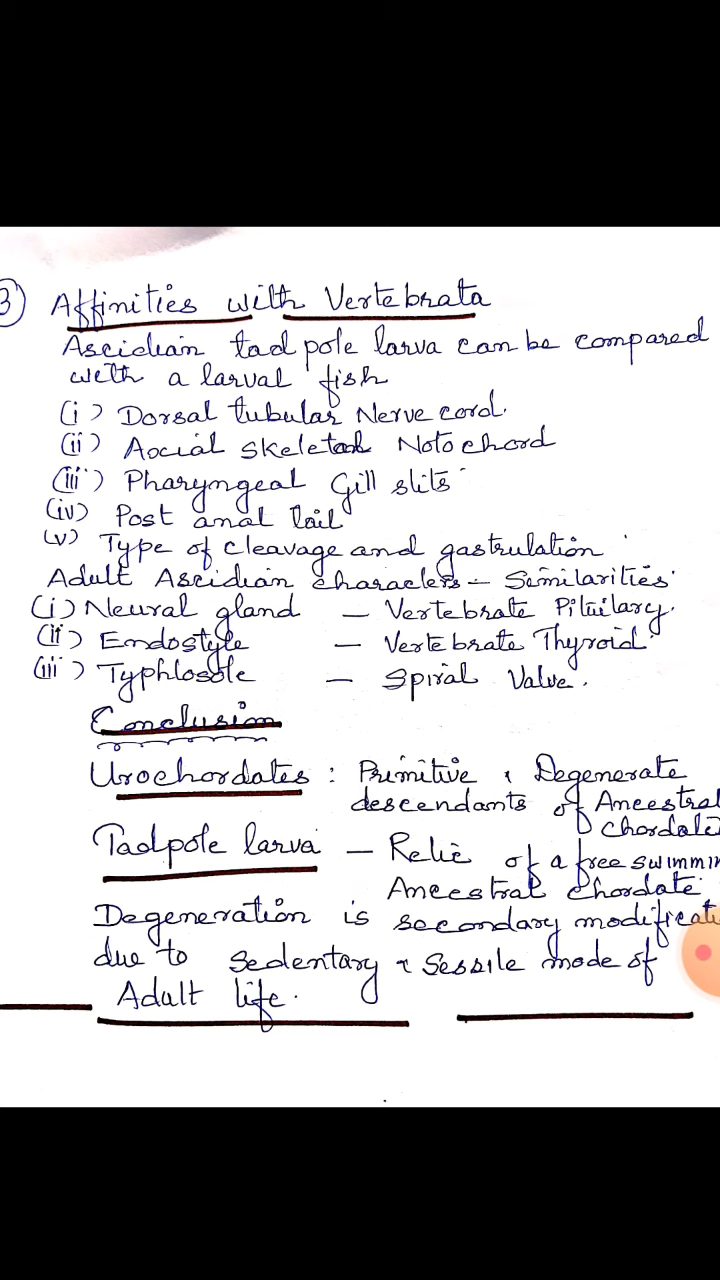 3 Affinities with Vertebrata
Ascidian tadpole larva can be compared
with a larval fish
(i) Dorsal tubular Nerve cord.
(ii) Axial skeletal Notochord
(iii) Pharyngeal Gill slits
(iv) Post anal tail
(v) Type of cleavage and gastrulation
Adult Ascidian characters - Similarities.
(i) Neural gland - Vertebrate Pituitary.
(ii) Endostyle - Vertebrate Thyroid.
(iii) Typhlosole - Spiral Valve.
Conclusion
Urochordates : Primitive & Degenerate
descendants of Ancestral
chordate
Tadpole larva - Relic of a free swimmin
Ancestral chordate
Degeneration is secondary modificati
due to sedentary & sessile mode of
Adult life.